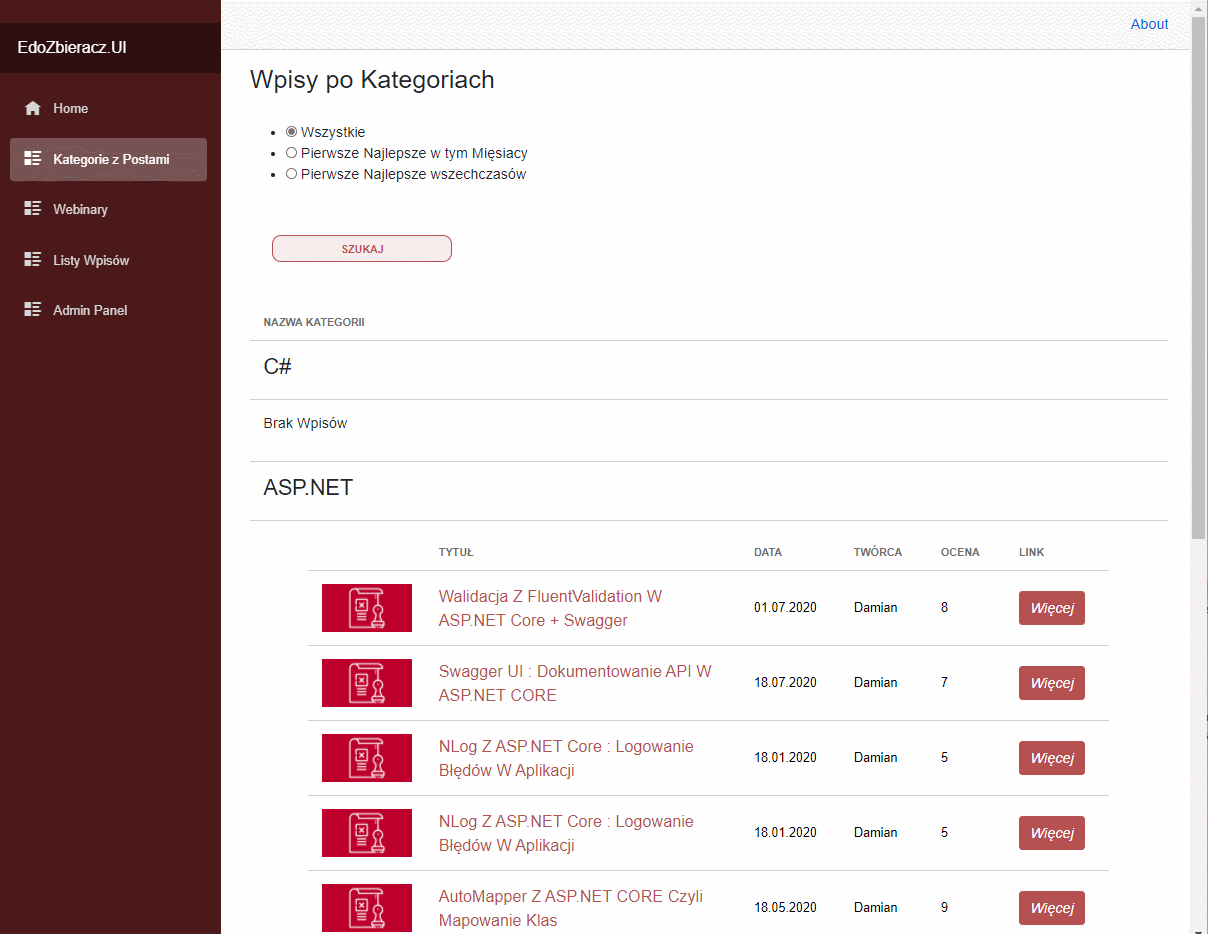 EdoZbieracz.UI
About
Home
Kategorie z Postami
Webinary
Listy Wpisów
Admin Panel
Wpisy po Kategoriach
Wszystkie
Pierwsze Najlepsze w tym Mięsiacy
Pierwsze Najlepsze wszechczasów
SZUKAJ
NAZWA KATEGORII
C#
Brak Wpisów
ASP.NET
TYTUŁ DATA TWÓRCA OCENA LINK
Walidacja Z FluentValidation W
ASP.NET Core + Swagger
01.07.2020 Damian 8 Więcej
Swagger UI : Dokumentowanie API W
ASP.NET CORE
18.07.2020 Damian 7 Więcej
NLog Z ASP.NET Core : Logowanie
Błędów W Aplikacji
18.01.2020 Damian 5 Więcej
NLog Z ASP.NET Core : Logowanie
Błędów W Aplikacji
18.01.2020 Damian 5 Więcej
AutoMapper Z ASP.NET CORE Czyli
Mapowanie Klas
18.05.2020 Damian 9 Więcej